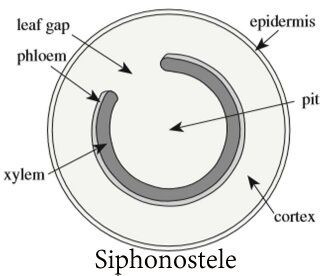 leaf gap
epidermis
phloem
pit
xylem
cortex
Siphonostele